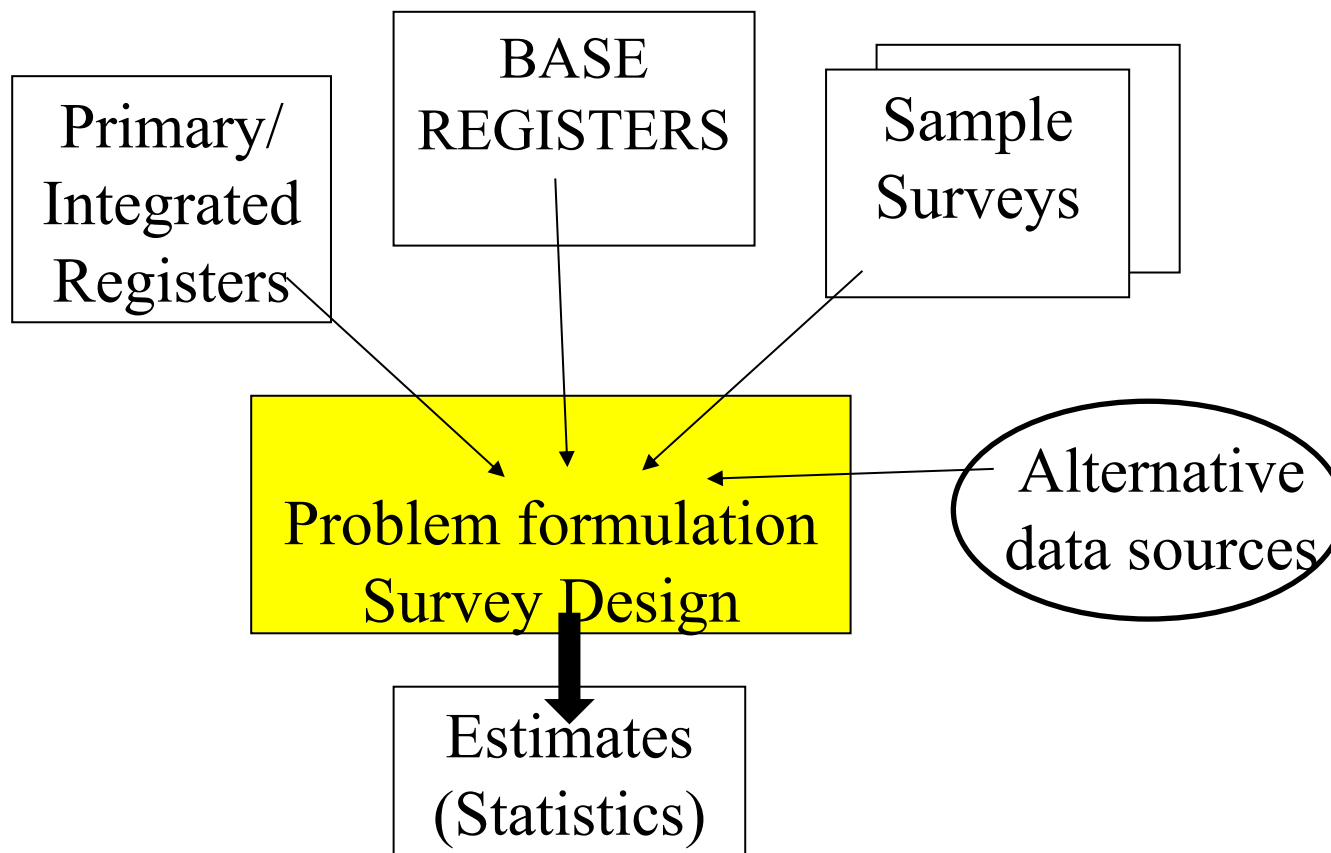 Primary/
Integrated
Registers
BASE
REGISTERS
Sample
Surveys
Problem formulation
Survey Design
Alternative
data sources
Estimates
(Statistics)